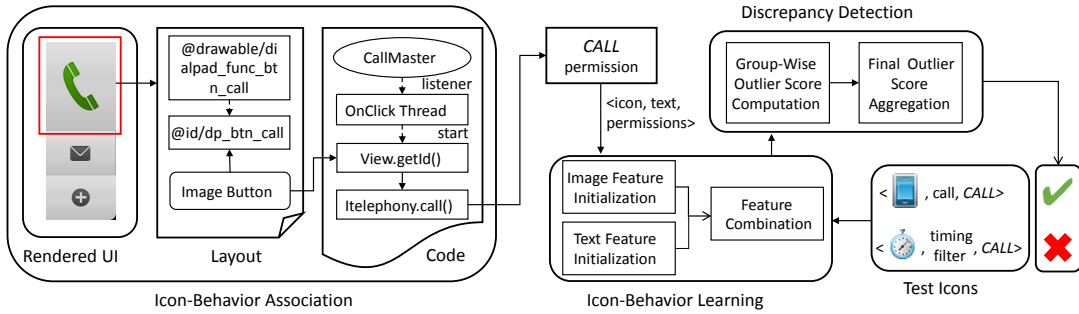 Rendered UI
@drawable/di
alpad_func_bt
n_call
@id/dp_btn_call
Image Button
Layout
CallMaster
listener
OnClick Thread
start
View.getId()
Itelephony.call()
Code
Icon-Behavior Association
CALL
permission
<icon, text,
permissions>
Image Feature
Initialization
Text Feature
Initialization
Feature
Combination
Icon-Behavior Learning
Discrepancy Detection
Group-Wise
Outlier Score
Computation
Final Outlier
Score
Aggregation
< , call, CALL>
< , timing
filter , CALL>
Test Icons